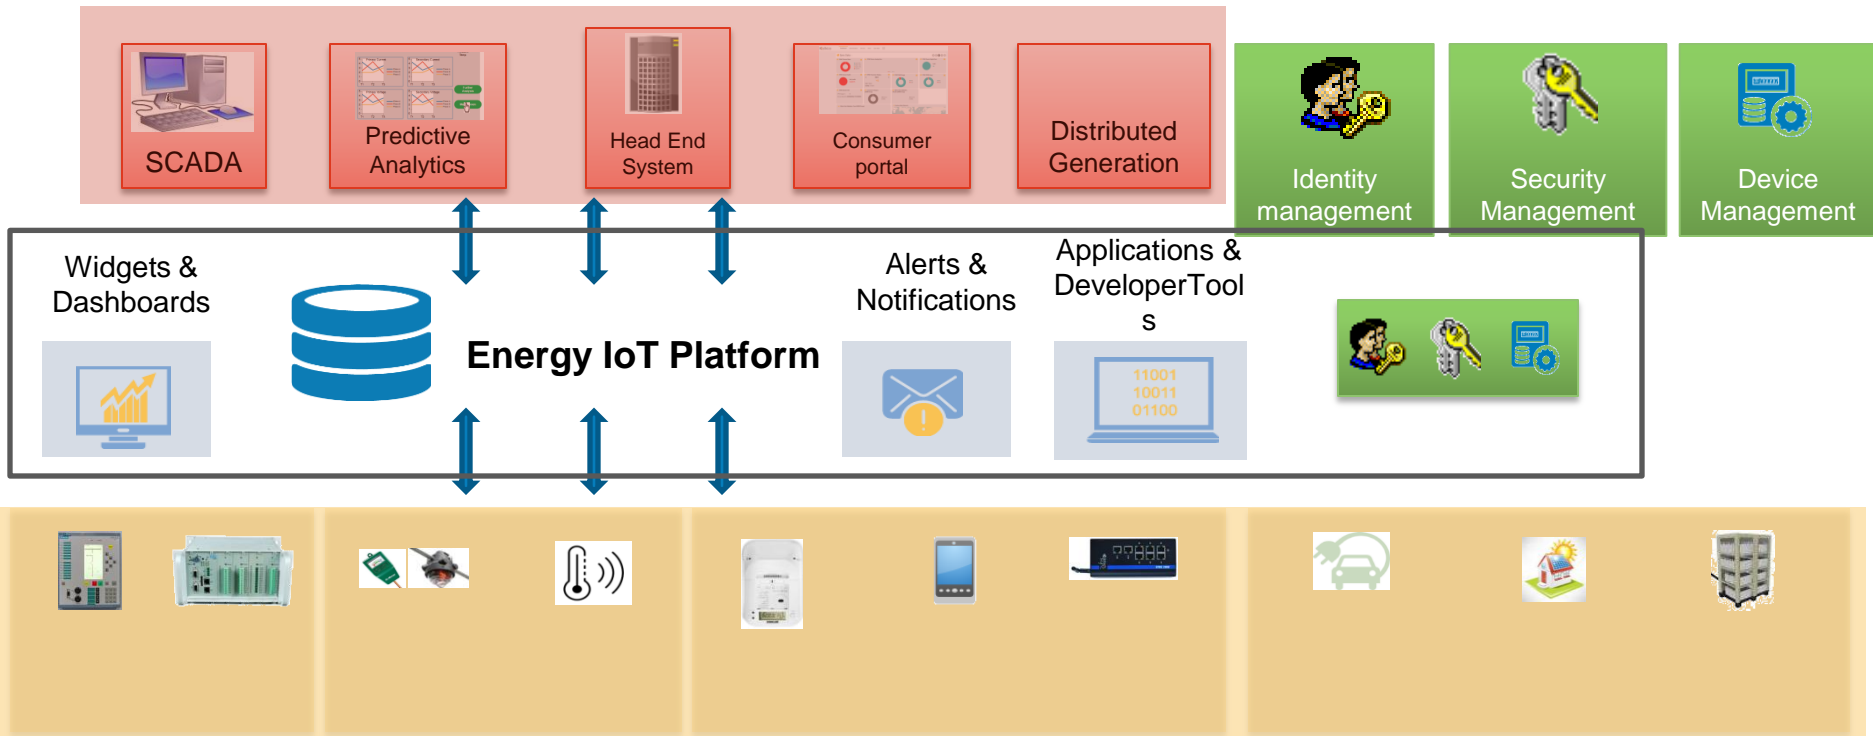 SCADA
Predictive
Analytics
Head End
System
Consumer
portal
Distributed
Generation
Identity
management
Security
Management
Device
Management
Widgets &
Dashboards
Energy IoT Platform
Alerts &
Notifications
Applications &
DeveloperTool
s
11001
10011
01100